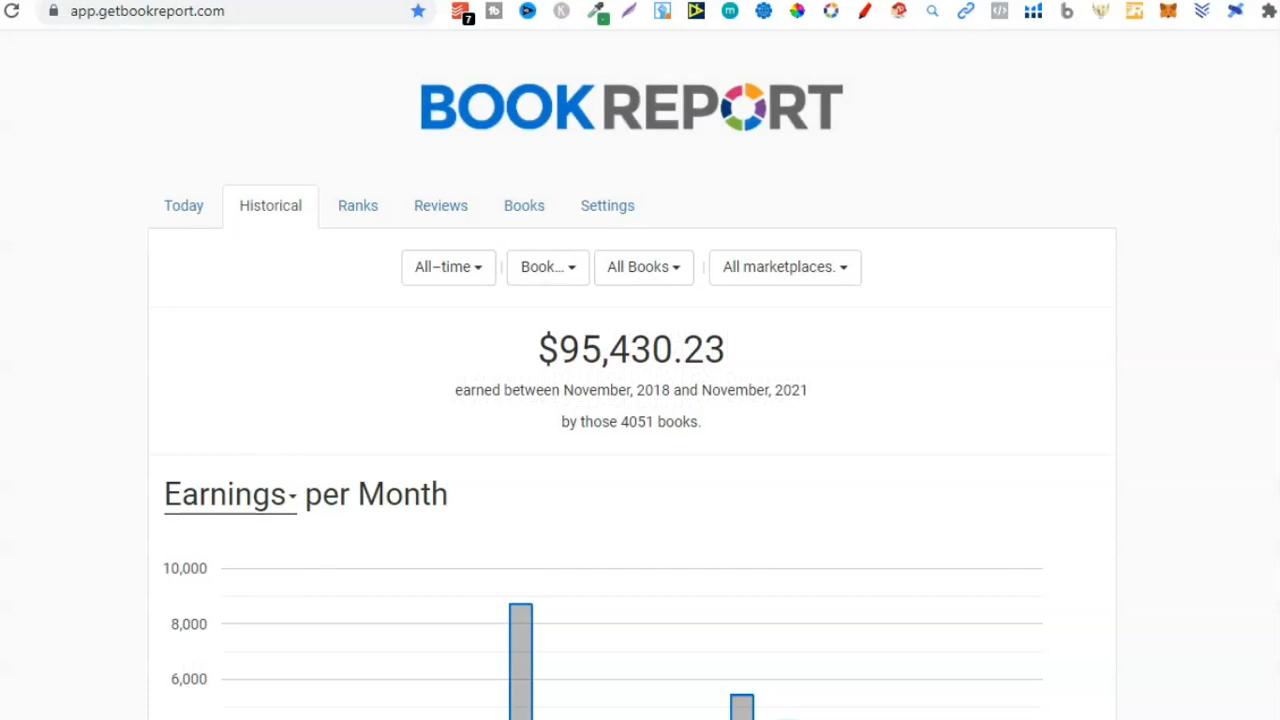 app.getbookreport.com
7
BOOKREPORT
Today Historical Ranks Reviews Books Settings
All-time | Book... All Books | All marketplaces.
$95,430.23
earned between November, 2018 and November, 2021
by those 4051 books.
Earnings per Month
10,000
8,000
6,000